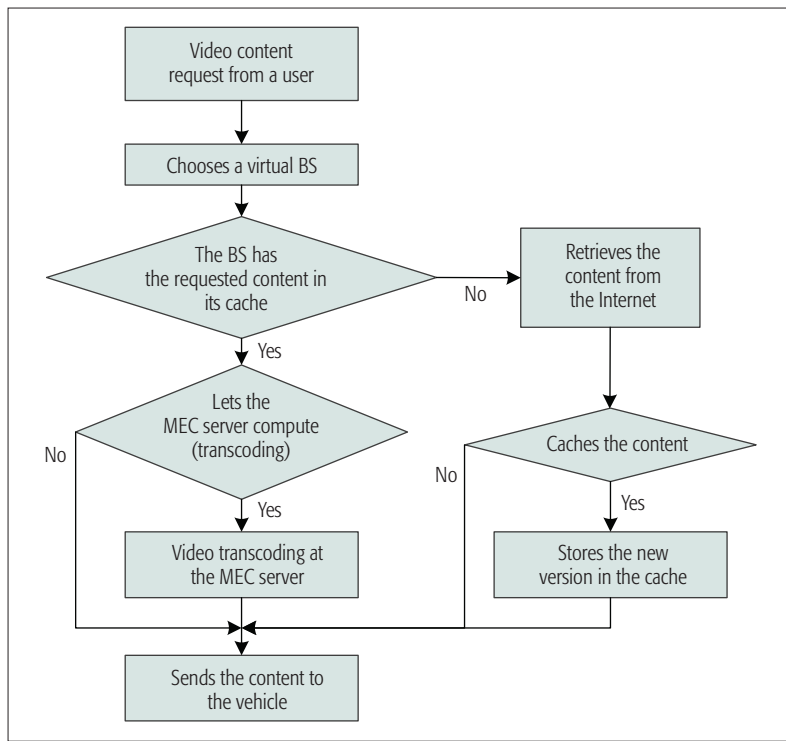 Video content
request from a user
Chooses a virtual BS
The BS has
the requested content in
its cache
No
Retrieves the
content from
the Internet
Yes
Lets the
MEC server compute
(transcoding)
No
Yes
Caches the content
No
Yes
Video transcoding at
the MEC server
Stores the new
version in the cache
Sends the content to
the vehicle